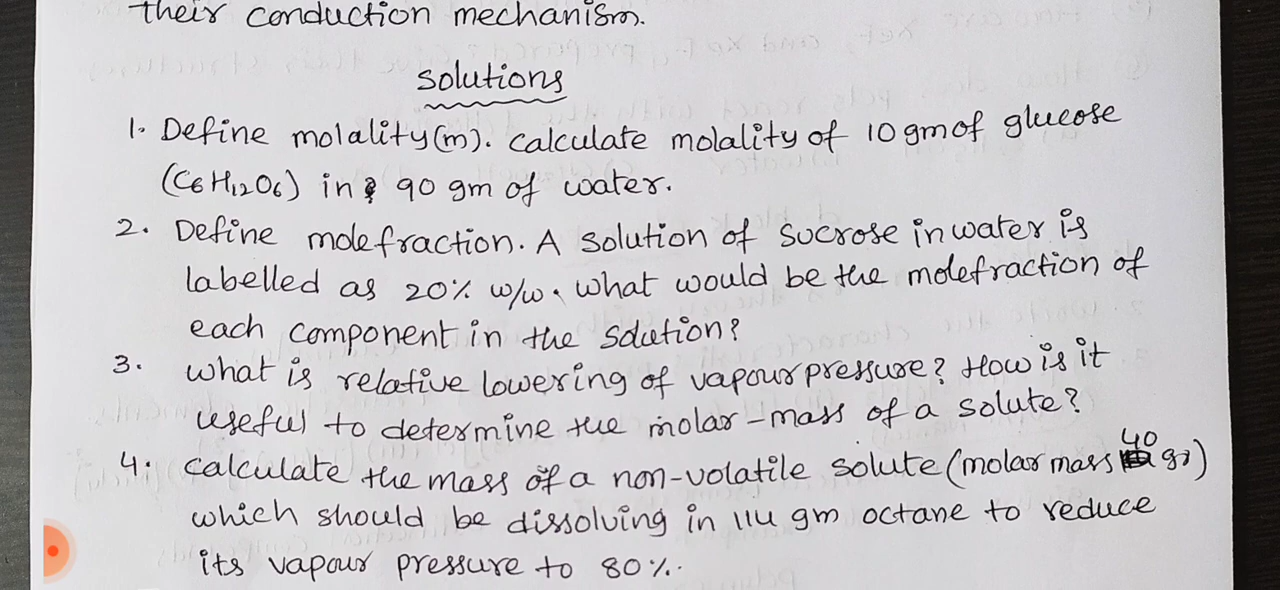 their conduction mechanism.
Solutions
1. Define molality(m). calculate molality of 10 gm of glucose
(C6H12O6) in 90 gm of water.
2. Define molefraction. A solution of sucrose in water is
labelled as 20% w/w. what would be the molefraction of
each component in the solution?
3. what is relative lowering of vapour pressure? How is it
useful to determine the molar-mass of a solute?
4. calculate the mass of a non-volatile solute (molar mass 40 gr)
which should be dissolving in 114 gm octane to reduce
its vapour pressure to 80%.